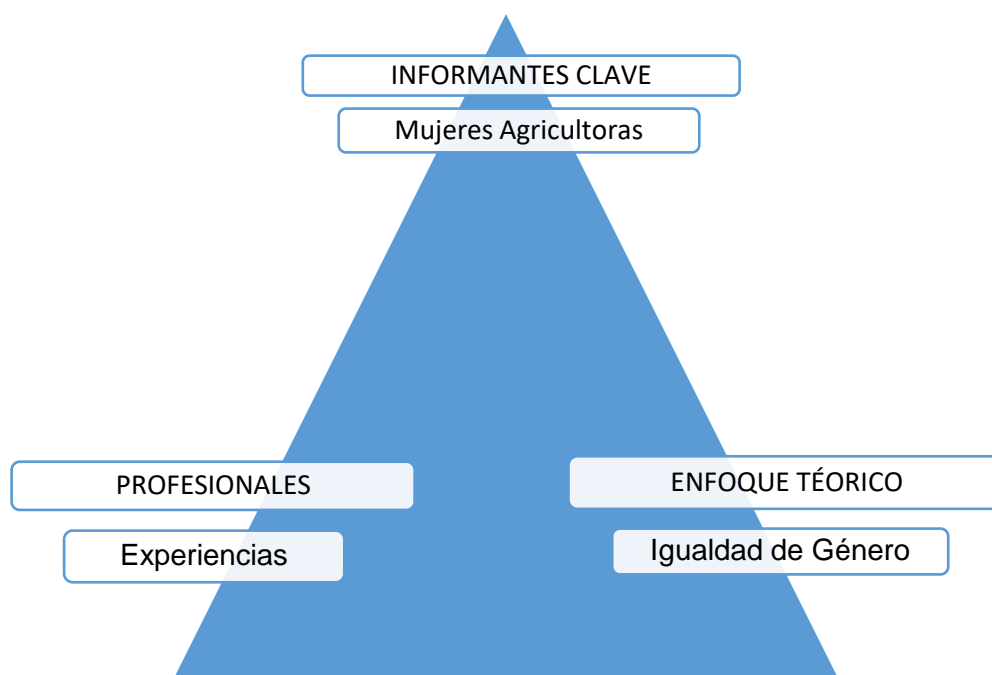 INFORMANTES CLAVE
Mujeres Agricultoras
PROFESIONALES
Experiencias
ENFOQUE TÉORICO
Igualdad de Género